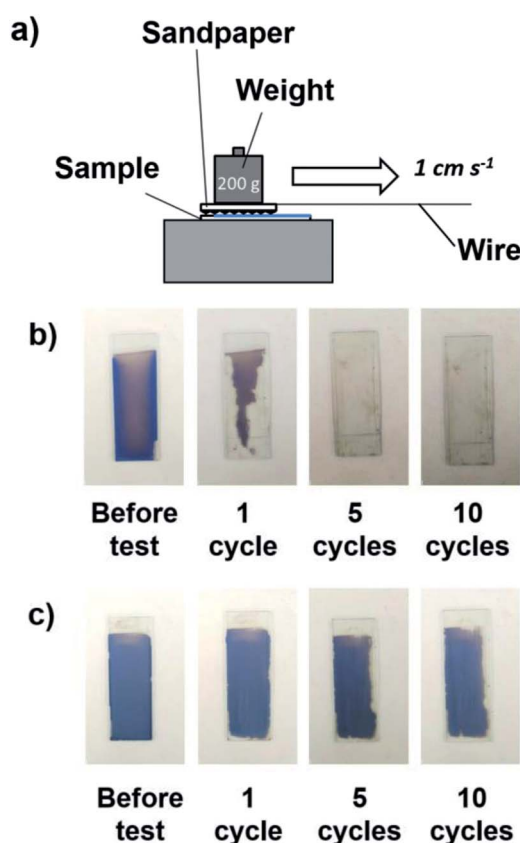 a)
Sandpaper
Weight
Sample
200 g
1 cm s⁻¹
Wire
b)
Before test
1 cycle
5 cycles
10 cycles
c)
Before test
1 cycle
5 cycles
10 cycles